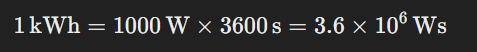 1 kWh = 1000 W × 3600 s = 3.6 × 10⁶ Ws